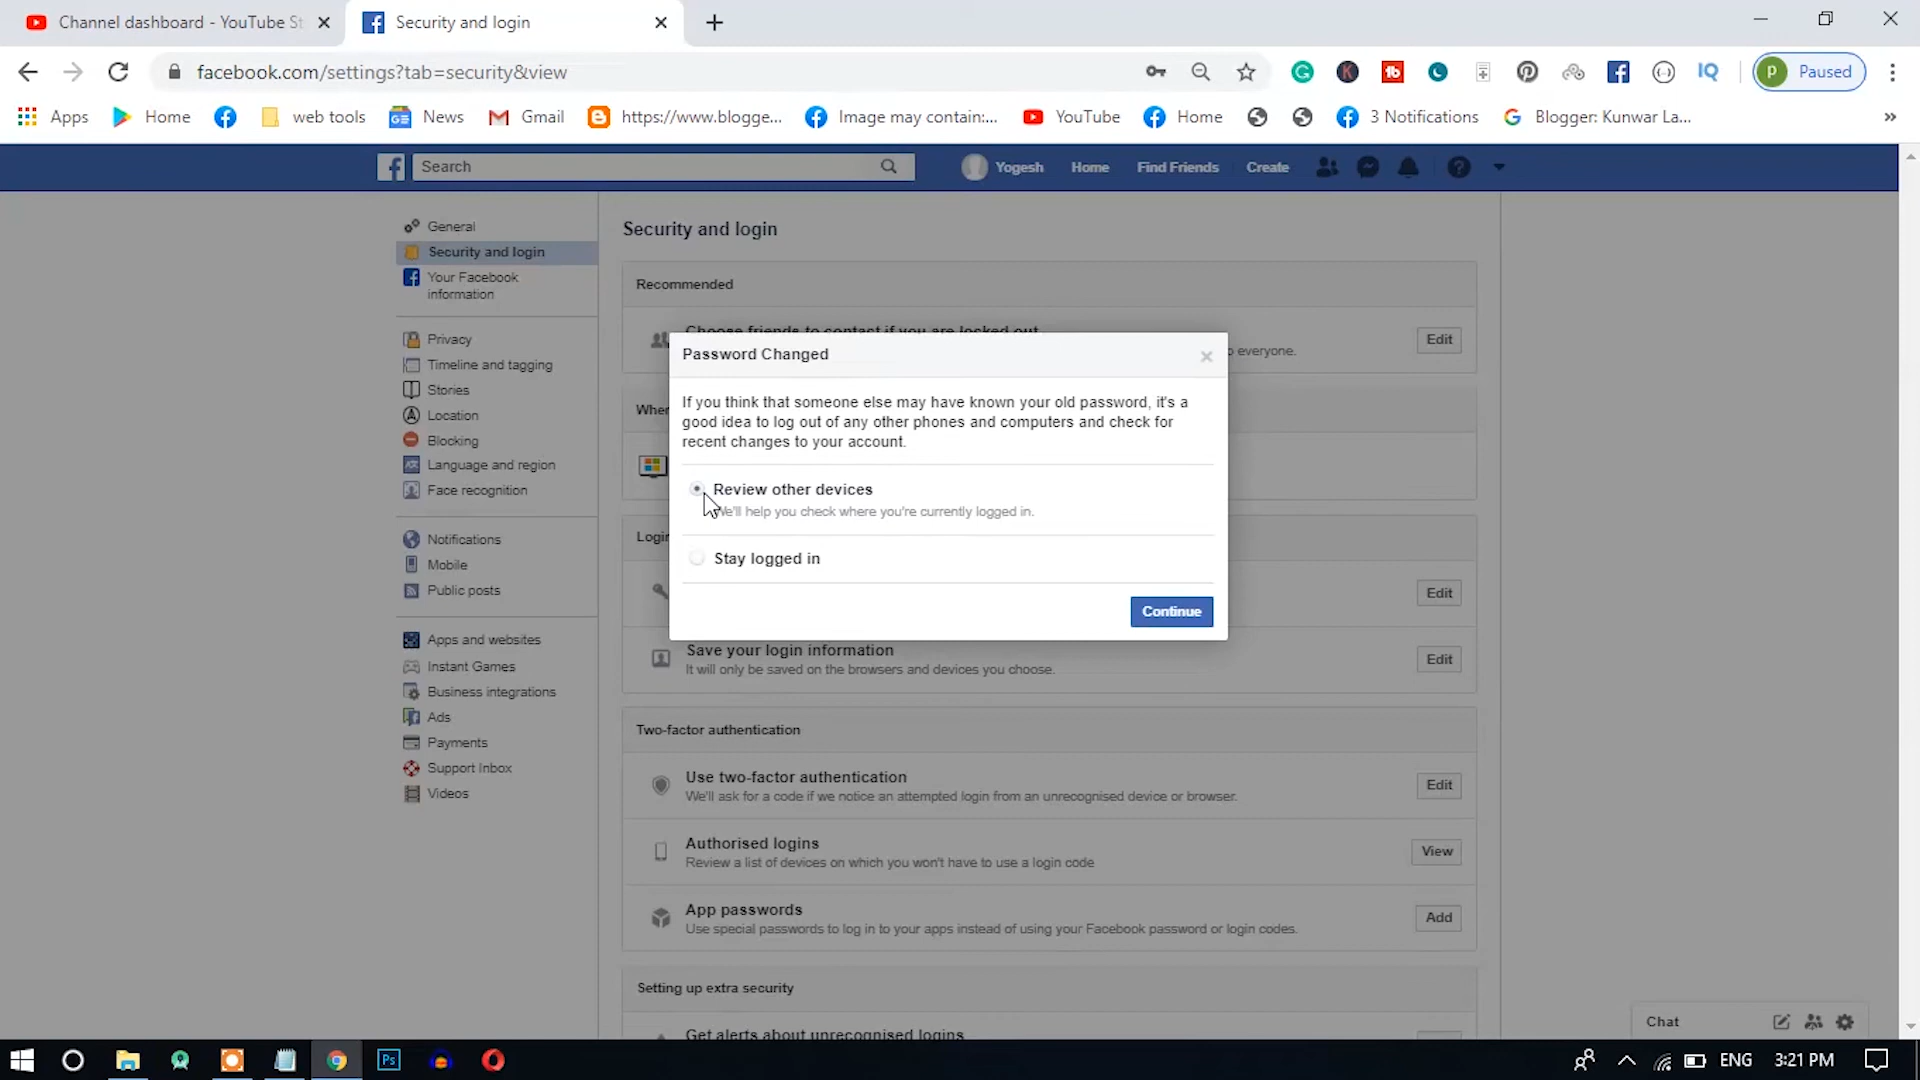 Channel dashboard - YouTube St
Security and login
facebook.com/settings?tab=security&view
Paused
Apps
Home
web tools
News
Gmail
https://www.blogge...
Image may contain:...
YouTube
Home
3 Notifications
Blogger: Kunwar La...
Search
Yogesh
Home
Find Friends
Create
General
Security and login
Your Facebook
information
Privacy
Timeline and tagging
Stories
Location
Blocking
Language and region
Face recognition
Notifications
Mobile
Public posts
Apps and websites
Instant Games
Business integrations
Ads
Payments
Support Inbox
Videos
Security and login
Recommended
Choose friends to contact if you are locked out
everyone.
Edit
Password Changed
If you think that someone else may have known your old password, it's a
good idea to log out of any other phones and computers and check for
recent changes to your account.
Review other devices
We'll help you check where you're currently logged in.
Stay logged in
Continue
Edit
Save your login information
It will only be saved on the browsers and devices you choose.
Edit
Two-factor authentication
Use two-factor authentication
We'll ask for a code if we notice an attempted login from an unrecognised device or browser.
Edit
Authorised logins
Review a list of devices on which you won't have to use a login code
View
App passwords
Use special passwords to log in to your apps instead of using your Facebook password or login codes.
Add
Setting up extra security
Get alerts about unrecognised logins
Chat
ENG
3:21 PM